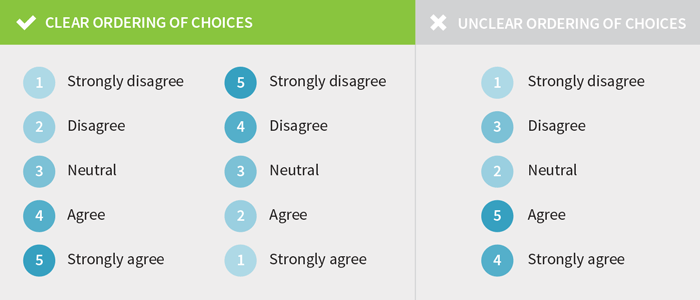 CLEAR ORDERING OF CHOICES
1 Strongly disagree
2 Disagree
3 Neutral
4 Agree
5 Strongly agree
5 Strongly disagree
4 Disagree
3 Neutral
2 Agree
1 Strongly agree
UNCLEAR ORDERING OF CHOICES
1 Strongly disagree
3 Disagree
2 Neutral
5 Agree
4 Strongly agree